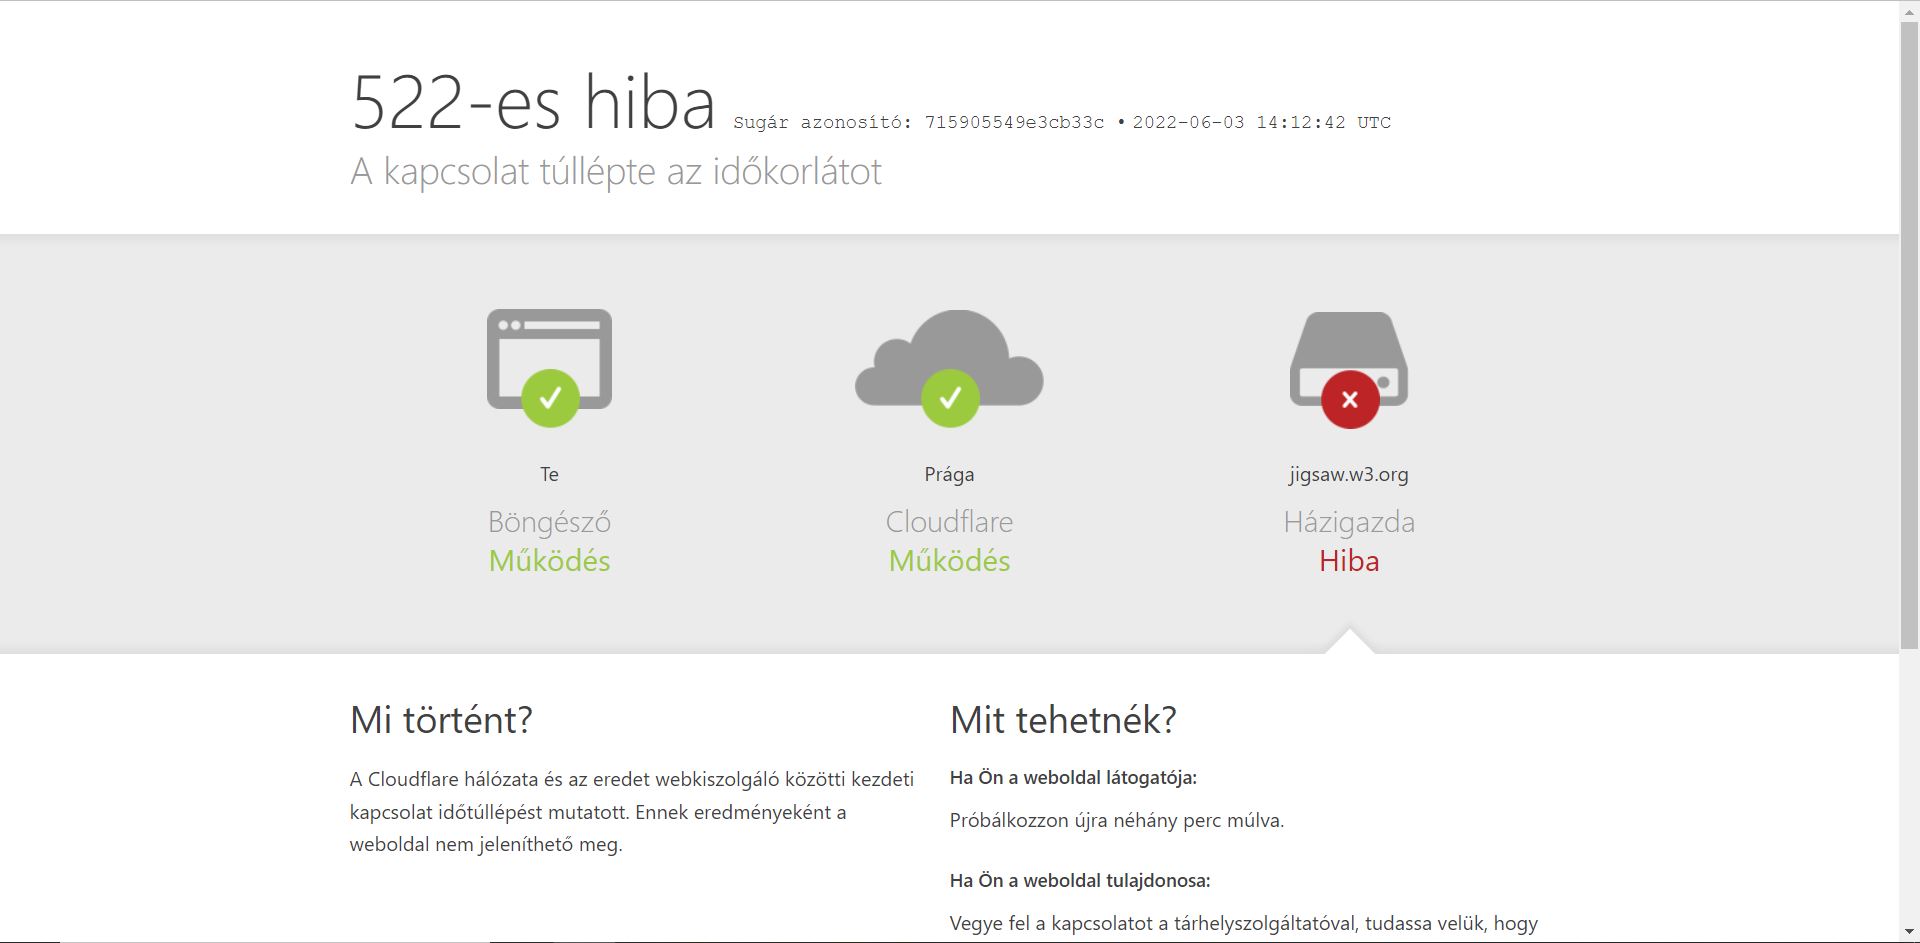 522-es hiba Sugár azonosító: 715905549e3cb33c • 2022-06-03 14:12:42 UTC
A kapcsolat túllépte az időkorlátot
Te
Böngésző
Működés
Prága
Cloudflare
Működés
jigsaw.w3.org
Házigazda
Hiba
Mi történt?
A Cloudflare hálózata és az eredet webkiszolgáló közötti kezdeti
kapcsolat időtúllépést mutatott. Ennek eredményeként a
weboldal nem jeleníthető meg.
Mit tehetnék?
Ha Ön a weboldal látogatója:
Próbálkozzon újra néhány perc múlva.
Ha Ön a weboldal tulajdonosa:
Vegye fel a kapcsolatot a tárhelyszolgáltatóval, tudassa velük, hogy